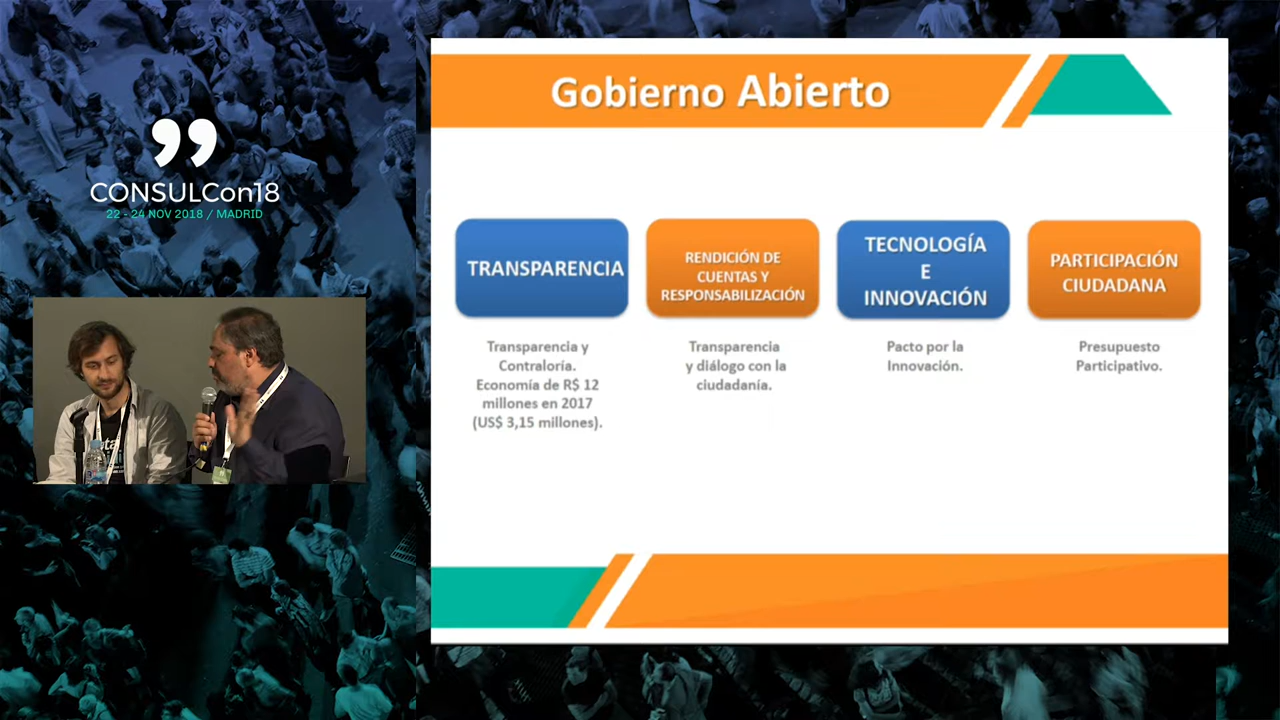 CONSULCon18
22 - 24 NOV 2018 / MADRID
Gobierno Abierto
TRANSPARENCIA
Transparencia y
Contraloría.
Economía de R$ 12
millones en 2017
(US$ 3,15 millones).
RENDICIÓN DE
CUENTAS Y
RESPONSABILIZACIÓN
Transparencia
y diálogo con la
ciudadanía.
TECNOLOGÍA
E
INNOVACIÓN
Pacto por la
Innovación.
PARTICIPACIÓN
CIUDADANA
Presupuesto
Participativo.